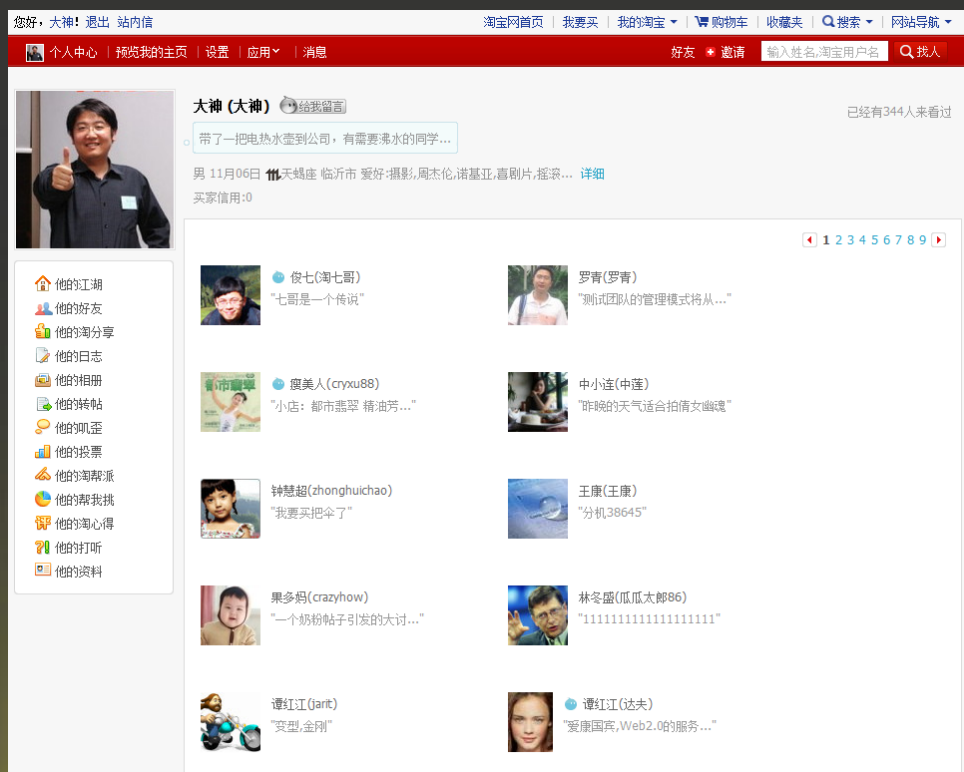 您好，大神！退出 站内信
淘宝网首页 | 我要买 | 我的淘宝 | 购物车 | 收藏夹 | 搜索 | 网站导航
个人中心 | 预览我的主页 | 设置 | 应用 | 消息
好友 邀请 输入姓名,淘宝用户名 找人
大神 (大神) 给我留言
已经有344人来看过
带了一把电热水壶到公司，有需要沸水的同学...
男 11月06日 天蝎座 临沂市 爱好:摄影,周杰伦,诺基亚,喜剧片,摇滚... 详细
买家信用:0
1 2 3 4 5 6 7 8 9
他的江湖
他的好友
他的淘分享
他的日志
他的相册
他的转帖
他的叽歪
他的投票
他的淘帮派
他的帮我挑
他的淘心得
他的打听
他的资料
俊七(淘七哥)
"七哥是一个传说"
罗青(罗青)
"测试团队的管理模式将从..."
瘦美人(cryxu88)
"小店：都市翡翠 精油芳..."
都市翡翠
中小连(中莲)
"昨晚的天气适合拍倩女幽魂"
钟慧超(zhonghuichao)
"我要买把伞了"
王康(王康)
"分机38645"
果多妈(crazyhow)
"一个奶粉帖子引发的大讨..."
林冬盛(瓜瓜太郎86)
"1111111111111111111"
谭红江(jarit)
"变型,金刚"
谭红江(达夫)
"爱康国宾,Web2.0的服务..."